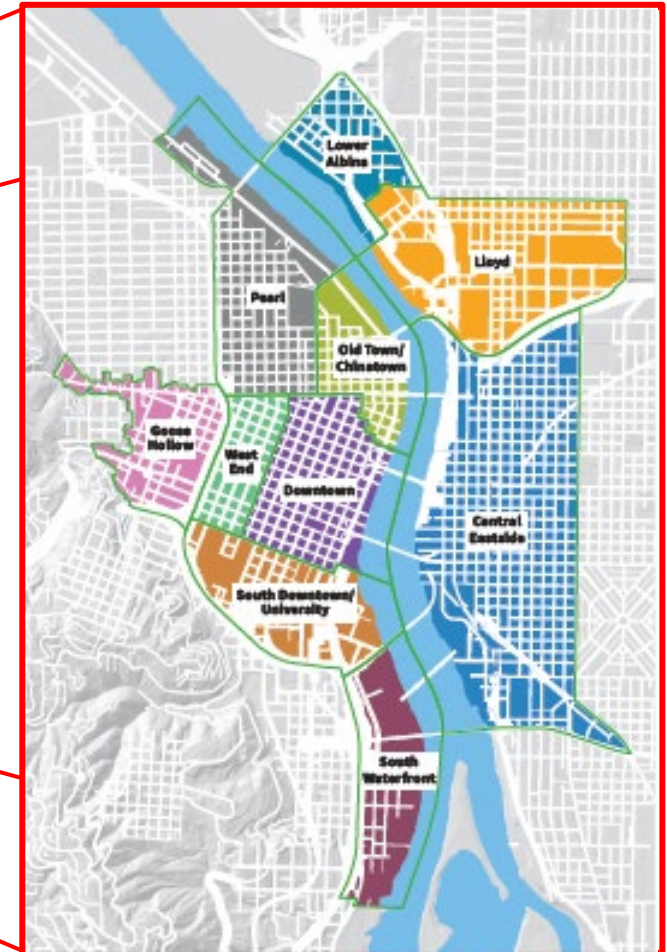 Lower
Albina
Lloyd
Pearl
Old Town/
Chinatown
Goose
Hollow
West
End
Downtown
Central
Eastside
South Downtown/
University
South
Waterfront